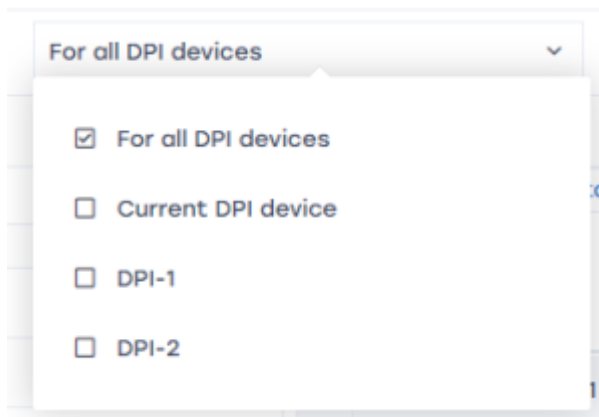 For all DPI devices
For all DPI devices
Current DPI device
DPI-1
DPI-2